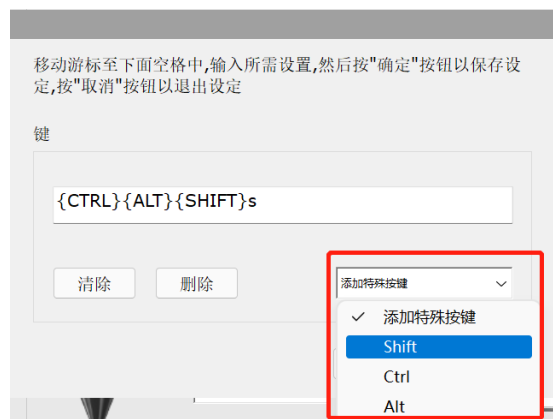 移动游标至下面空格中,输入所需设置,然后按"确定"按钮以保存设
定,按"取消"按钮以退出设定
键
{CTRL}{ALT}{SHIFT}s
清除
删除
添加特殊按键
添加特殊按键
Shift
Ctrl
Alt